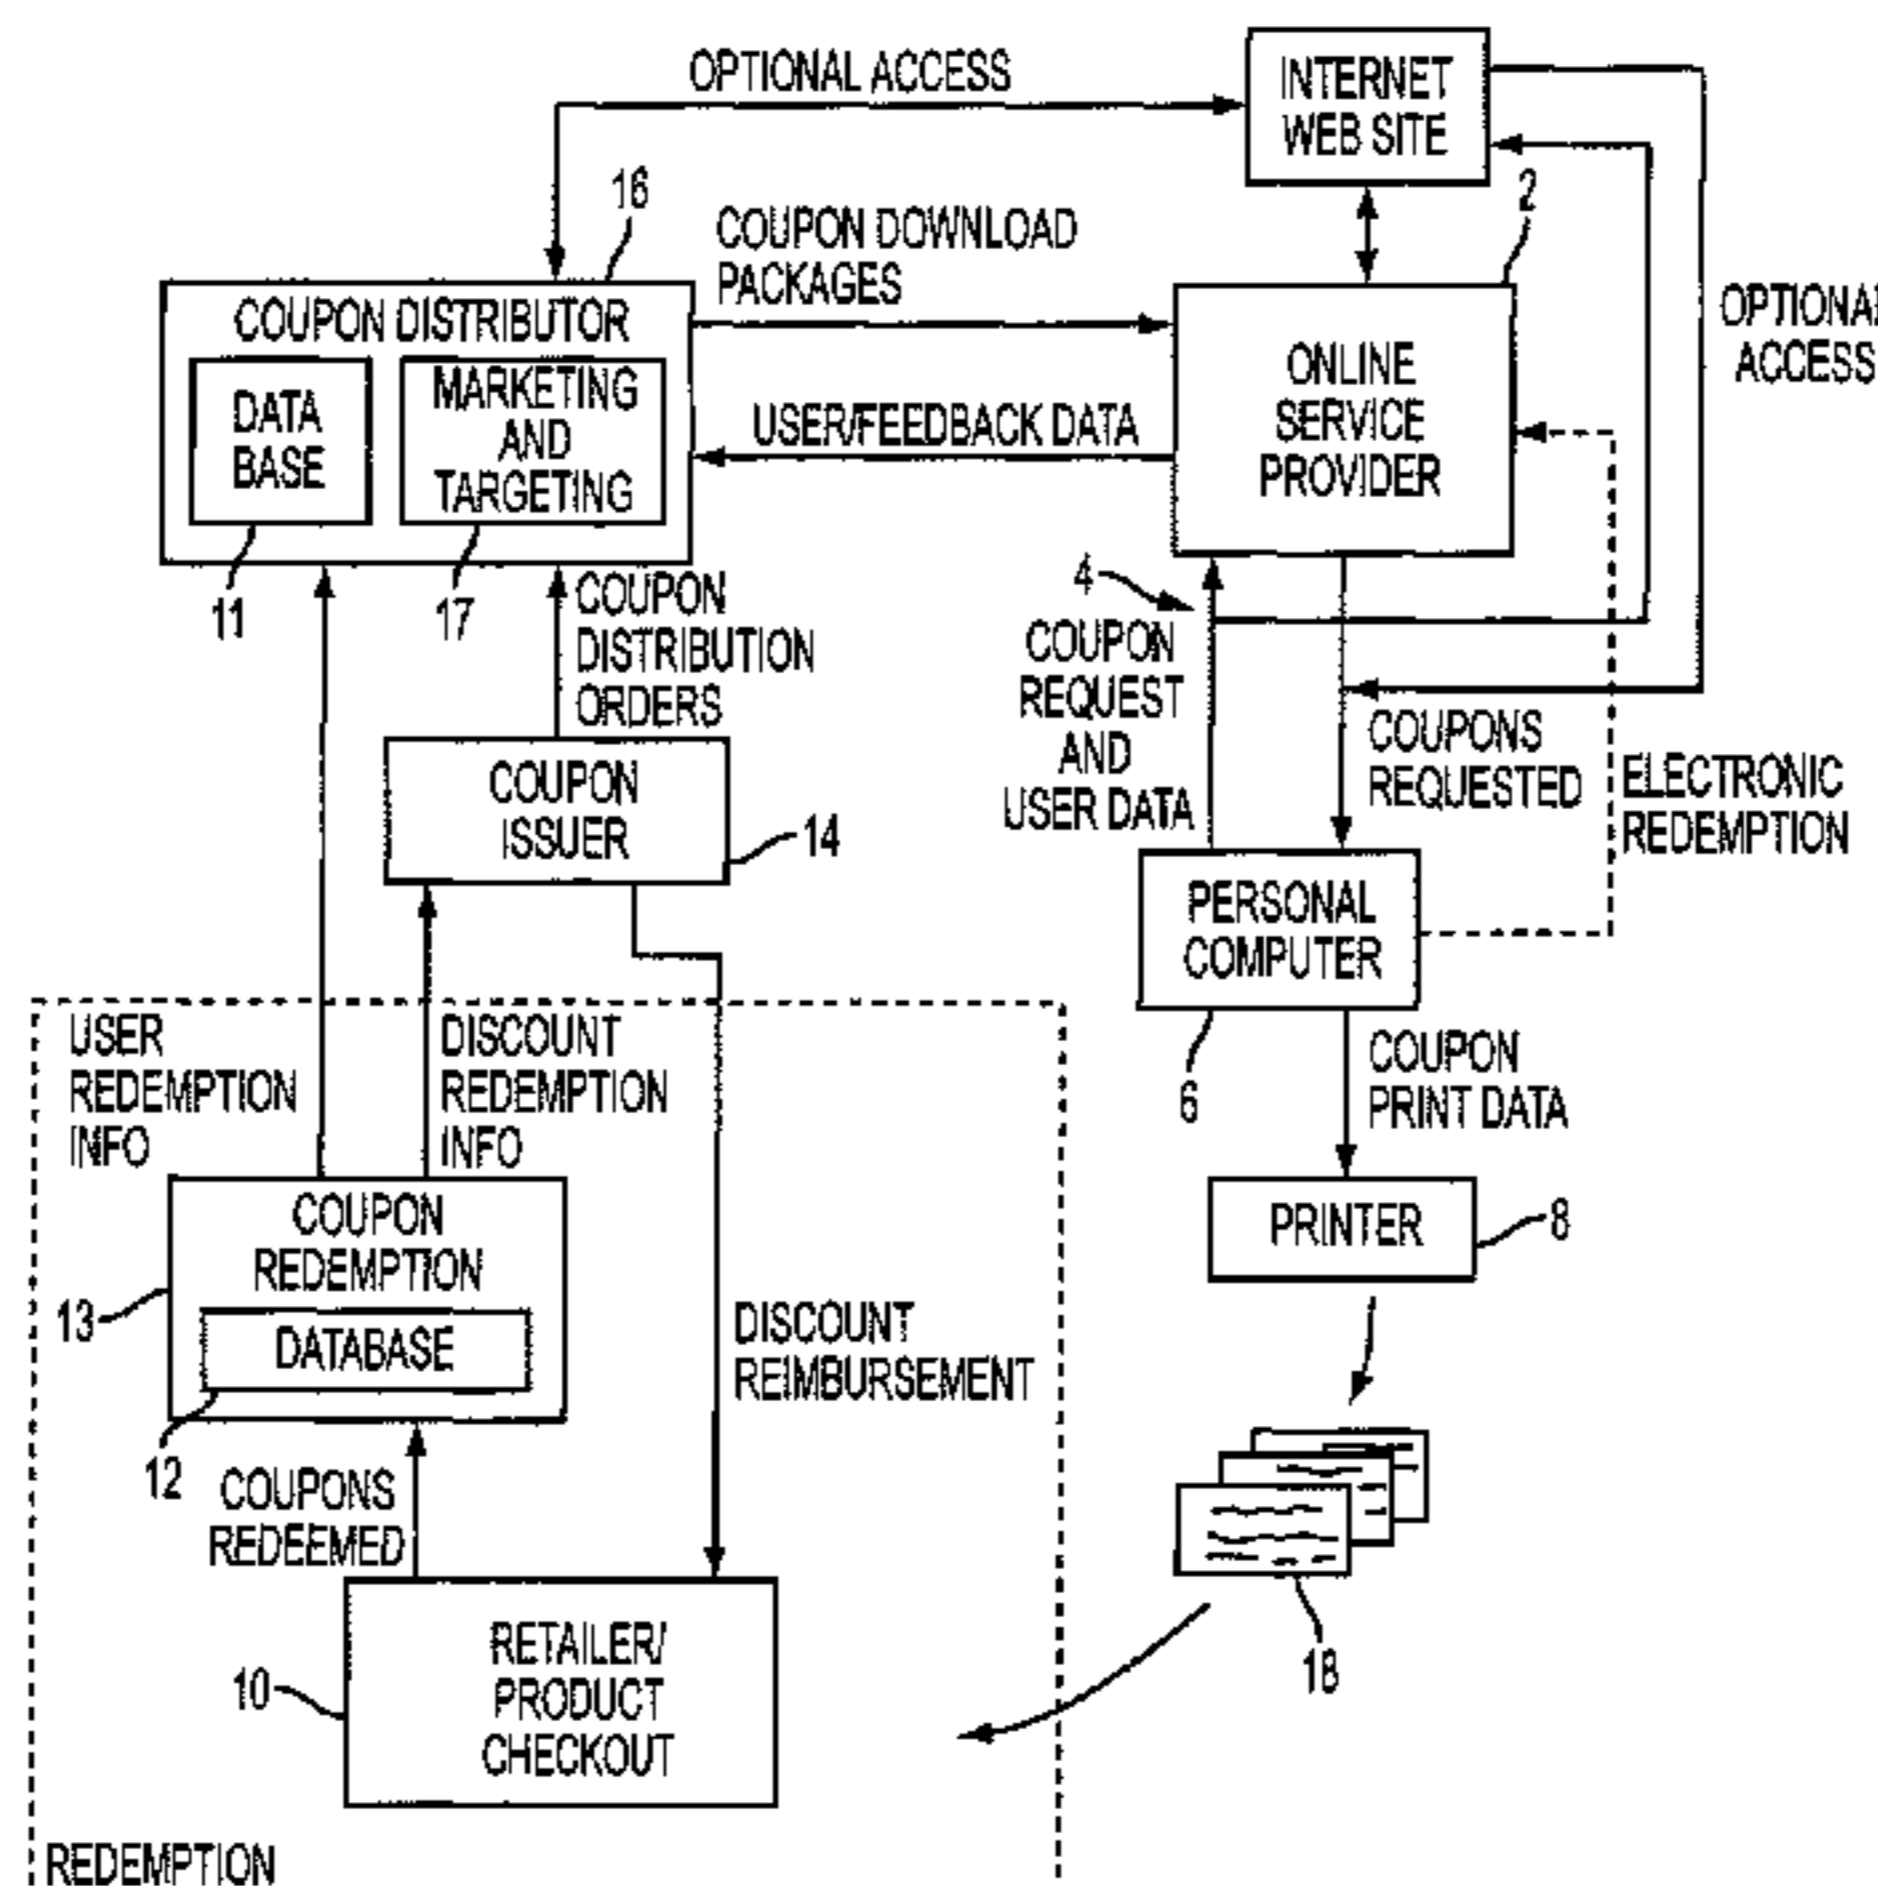 OPTIONAL ACCESS
INTERNET
WEB SITE
16
COUPON DOWNLOAD
PACKAGES
2
OPTIONAL
ACCESS
COUPON DISTRIBUTOR
DATA
BASE
MARKETING
AND
TARGETING
USER/FEEDBACK DATA
ONLINE
SERVICE
PROVIDER
11
17
COUPON
DISTRIBUTION
ORDERS
4
COUPON
REQUEST
AND
USER DATA
COUPONS
REQUESTED
ELECTRONIC
REDEMPTION
COUPON
ISSUER
14
PERSONAL
COMPUTER
6
COUPON
PRINT DATA
USER
REDEMPTION
INFO
DISCOUNT
REDEMPTION
INFO
PRINTER
8
COUPON
REDEMPTION
DATABASE
13
12
DISCOUNT
REIMBURSEMENT
COUPONS
REDEEMED
RETAILER/
PRODUCT
CHECKOUT
10
18
REDEMPTION